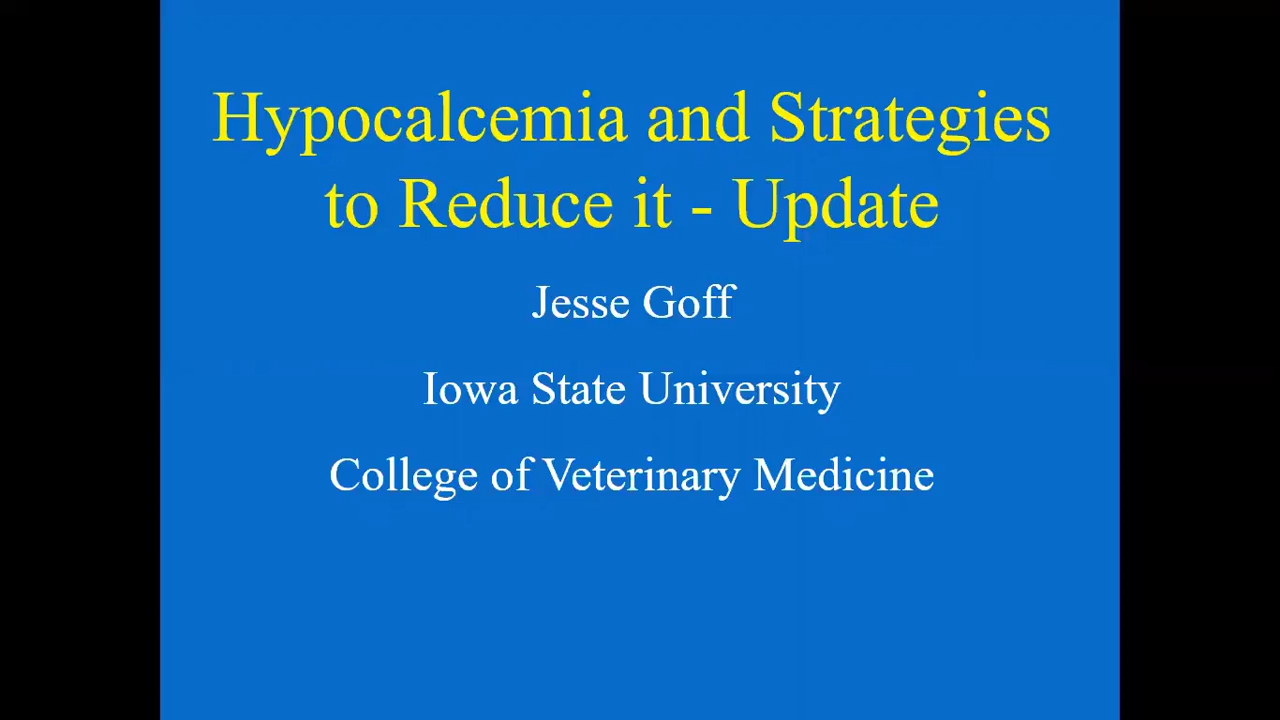 Hypocalcemia and Strategies
to Reduce it - Update
Jesse Goff
Iowa State University
College of Veterinary Medicine